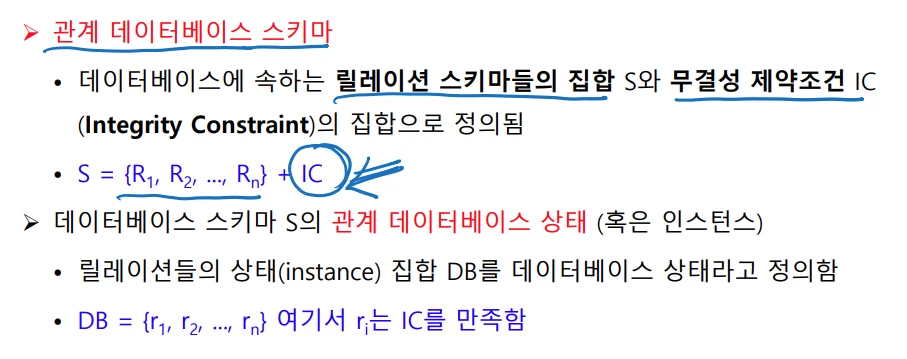 ➢ 관계 데이터베이스 스키마
• 데이터베이스에 속하는 릴레이션 스키마들의 집합 S와 무결성 제약조건 IC
(Integrity Constraint)의 집합으로 정의됨
• S = {R₁, R₂, ..., Rₙ} + IC
➢ 데이터베이스 스키마 S의 관계 데이터베이스 상태 (혹은 인스턴스)
• 릴레이션들의 상태(instance) 집합 DB를 데이터베이스 상태라고 정의함
• DB = {r₁, r₂, ..., rₙ} 여기서 rᵢ는 IC를 만족함